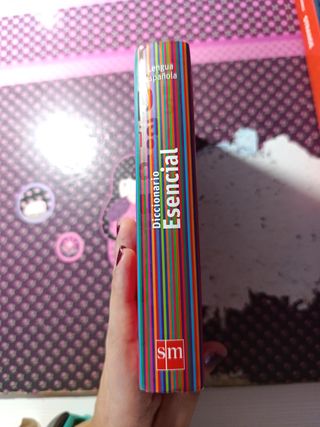 Lengua
española
Diccionario
Esencial
sm